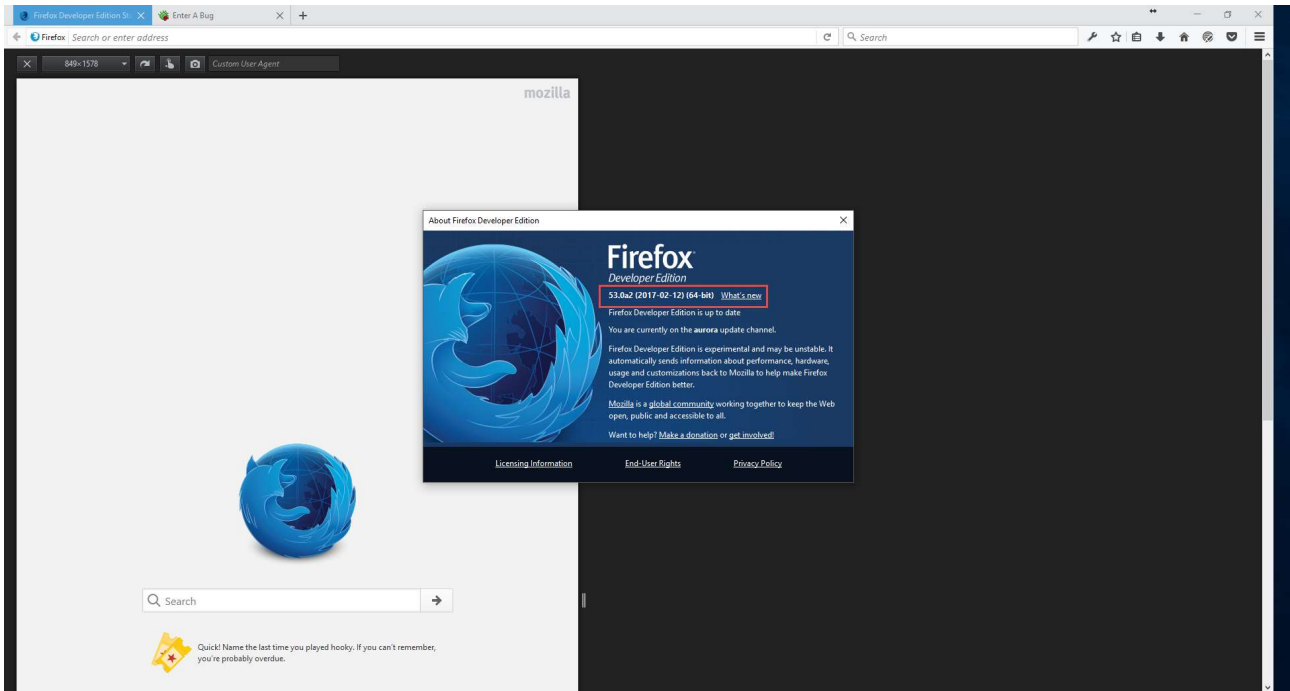 Firefox Developer Edition St.
Enter A Bug
Firefox
Search or enter address
Search
849×1578
Custom User Agent
mozilla
About Firefox Developer Edition
Firefox
Developer Edition
53.0a2 (2017-02-12) (64-bit) What's new
Firefox Developer Edition is up to date
You are currently on the aurora update channel.
Firefox Developer Edition is experimental and may be unstable. It
automatically sends information about performance, hardware,
usage and customizations back to Mozilla to help make Firefox
Developer Edition better.
Mozilla is a global community working together to keep the Web
open, public and accessible to all.
Want to help? Make a donation or get involved!
Licensing Information
End-User Rights
Privacy Policy
Search
Quick! Name the last time you played hooky. If you can't remember,
you're probably overdue.